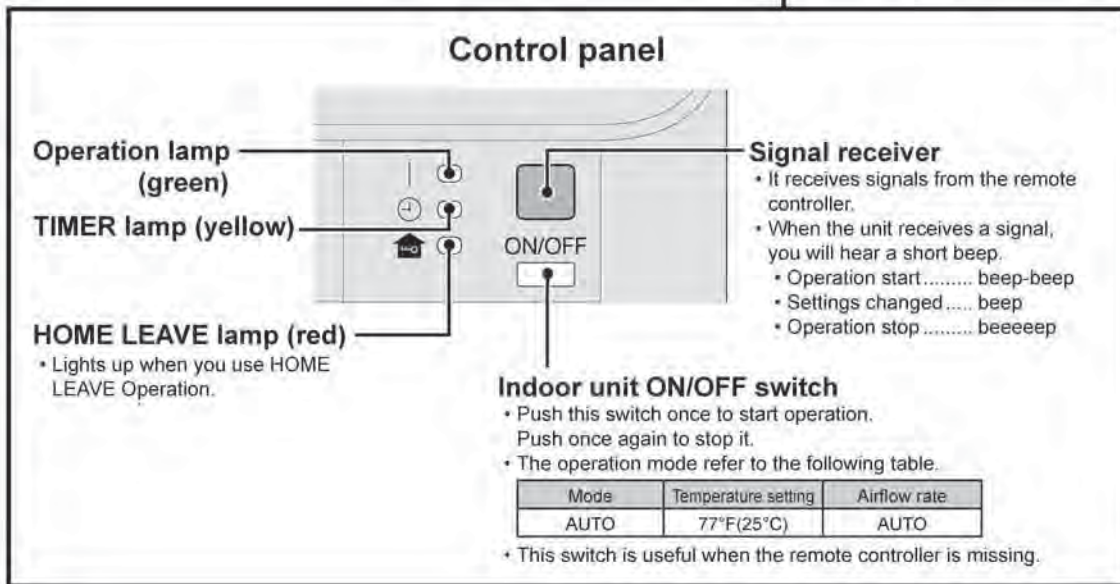 Control panel
Operation lamp
(green)
TIMER lamp (yellow)
HOME LEAVE lamp (red)
• Lights up when you use HOME
LEAVE Operation.
ON/OFF
Signal receiver
• It receives signals from the remote
controller.
• When the unit receives a signal,
you will hear a short beep.
• Operation start......... beep-beep
• Settings changed..... beep
• Operation stop......... beeeeep
Indoor unit ON/OFF switch
• Push this switch once to start operation.
Push once again to stop it.
• The operation mode refer to the following table.
Mode Temperature setting Airflow rate
AUTO 77°F(25°C) AUTO
• This switch is useful when the remote controller is missing.